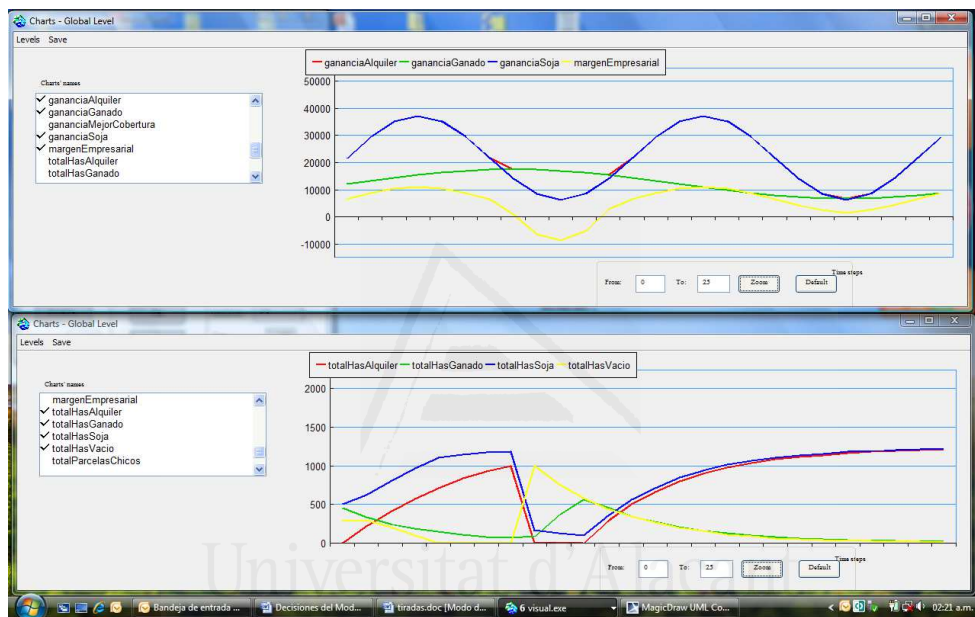 Charts - Global Level
Levels Save
gananciaAlquiler gananciaGanado gananciaSoja margenEmpresarial
Charts' names
gananciaAlquiler
gananciaGanado
gananciaMejorCobertura
gananciaSoja
margenEmpresarial
totalHasAlquiler
totalHasGanado
50000
40000
30000
20000
10000
0
-10000
Time steps
From: 0 To: 25 Zoom Default
Charts - Global Level
Levels Save
totalHasAlquiler totalHasGanado totalHasSoja totalHasVacio
Charts' names
margenEmpresarial
totalHasAlquiler
totalHasGanado
totalHasSoja
totalHasVacio
totalParcelasChicos
2000
1500
1000
500
0
Time steps
From: 0 To: 25 Zoom Default
Universitat d'Alacant
Bandeja de entrada ... Decisiones del Mod... tiradas.doc [Modo d... 6 visual.exe MagicDraw UML Co... 02:21 a.m.